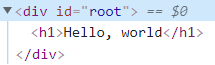 ▼<div id="root"> == $0
<h1>Hello, world</h1>
</div>